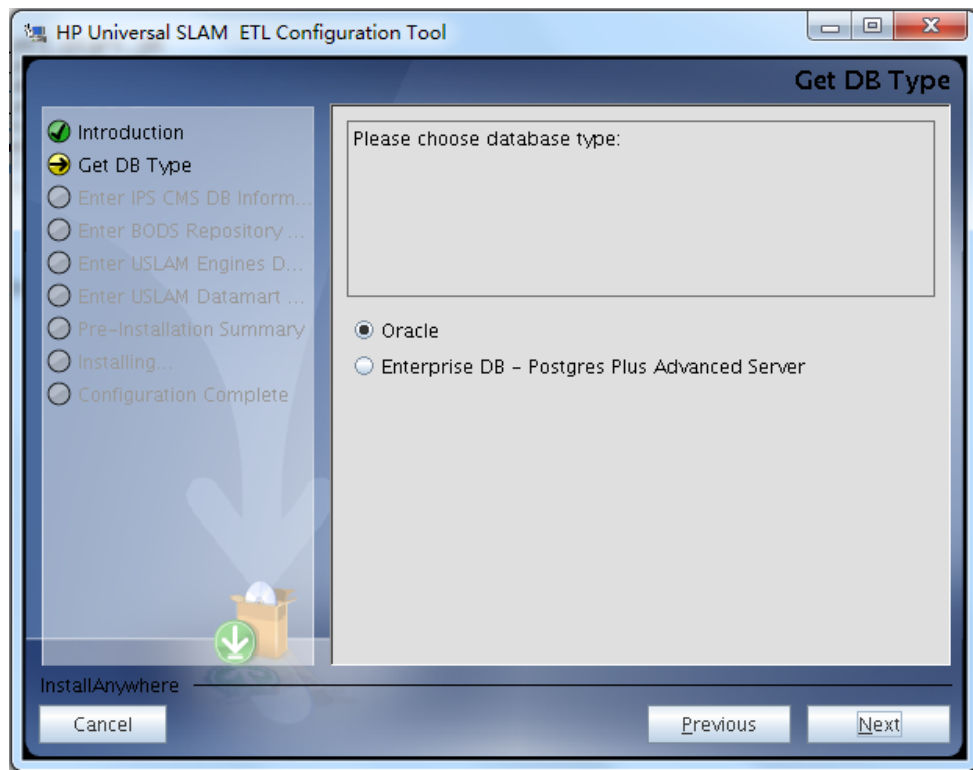 HP Universal SLAM ETL Configuration Tool
Get DB Type
Introduction
Get DB Type
Enter IPS CMS DB Inform...
Enter BODS Repository ...
Enter USLAM Engines D...
Enter USLAM Datamart ...
Pre-Installation Summary
Installing...
Configuration Complete
Please choose database type:
Oracle
Enterprise DB – Postgres Plus Advanced Server
InstallAnywhere
Cancel
Previous
Next